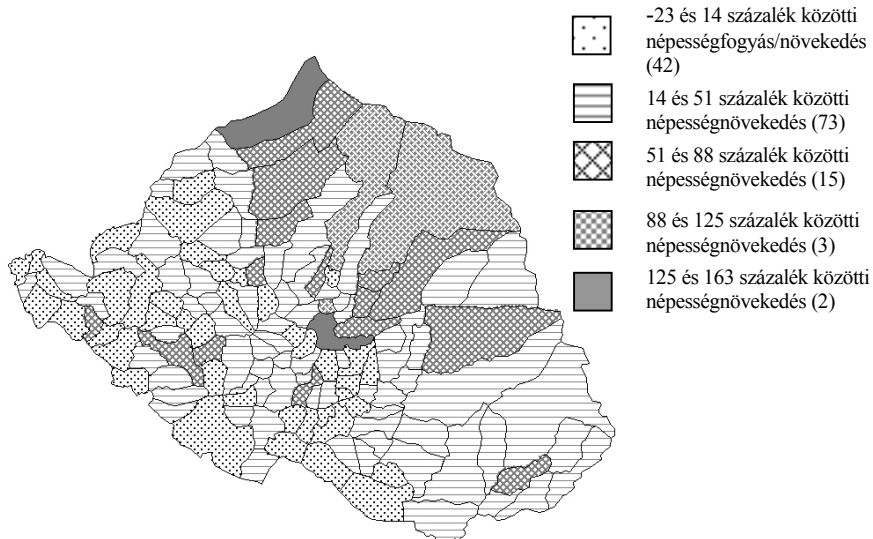 -23 és 14 százalék közötti
népességfogyás/növekedés
(42)
14 és 51 százalék közötti
népességnövekedés (73)
51 és 88 százalék közötti
népességnövekedés (15)
88 és 125 százalék közötti
népességnövekedés (3)
125 és 163 százalék közötti
népességnövekedés (2)